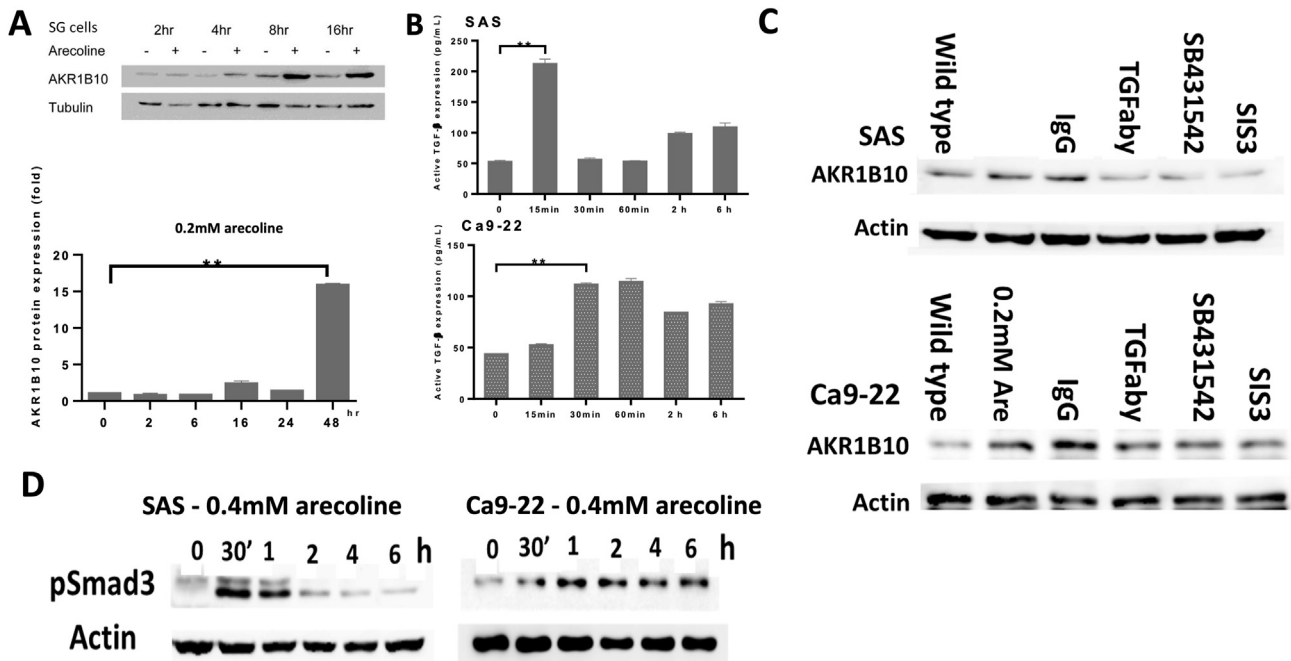 A
SG cells 2hr 4hr 8hr 16hr
Arecoline - + - + - + - +
AKR1B10
Tubulin
0.2mM arecoline
AKR1B10 protein expression (fold)
20
15
10
5
0
**
0 2 6 16 24 48 hr
B
SAS
Active TGF-β expression (pg/mL)
250
200
150
100
50
0
**
0 15min 30min 60min 2 h 6 h
Ca9-22
Active TGF-β expression (pg/mL)
150
100
50
0
**
0 15min 30min 60min 2 h 6 h
C
SAS
Wild type IgG TGFaby SB431542 SIS3
AKR1B10
Actin
Ca9-22
Wild type 0.2mM Are IgG TGFaby SB431542 SIS3
AKR1B10
Actin
D
SAS - 0.4mM arecoline
0 30’ 1 2 4 6 h
Ca9-22 - 0.4mM arecoline
0 30’ 1 2 4 6 h
pSmad3
Actin